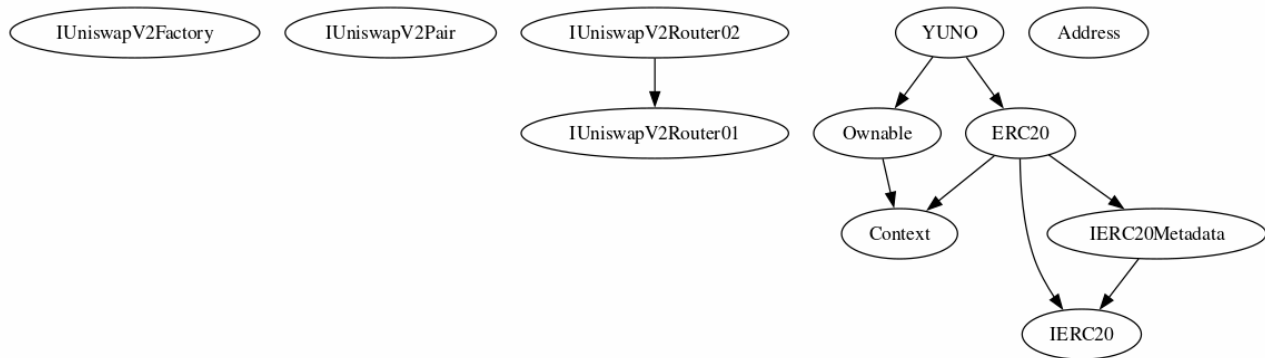 IUniswapV2Factory
IUniswapV2Pair
IUniswapV2Router02
YUNO
Address
IUniswapV2Router01
Ownable
ERC20
Context
IERC20Metadata
IERC20